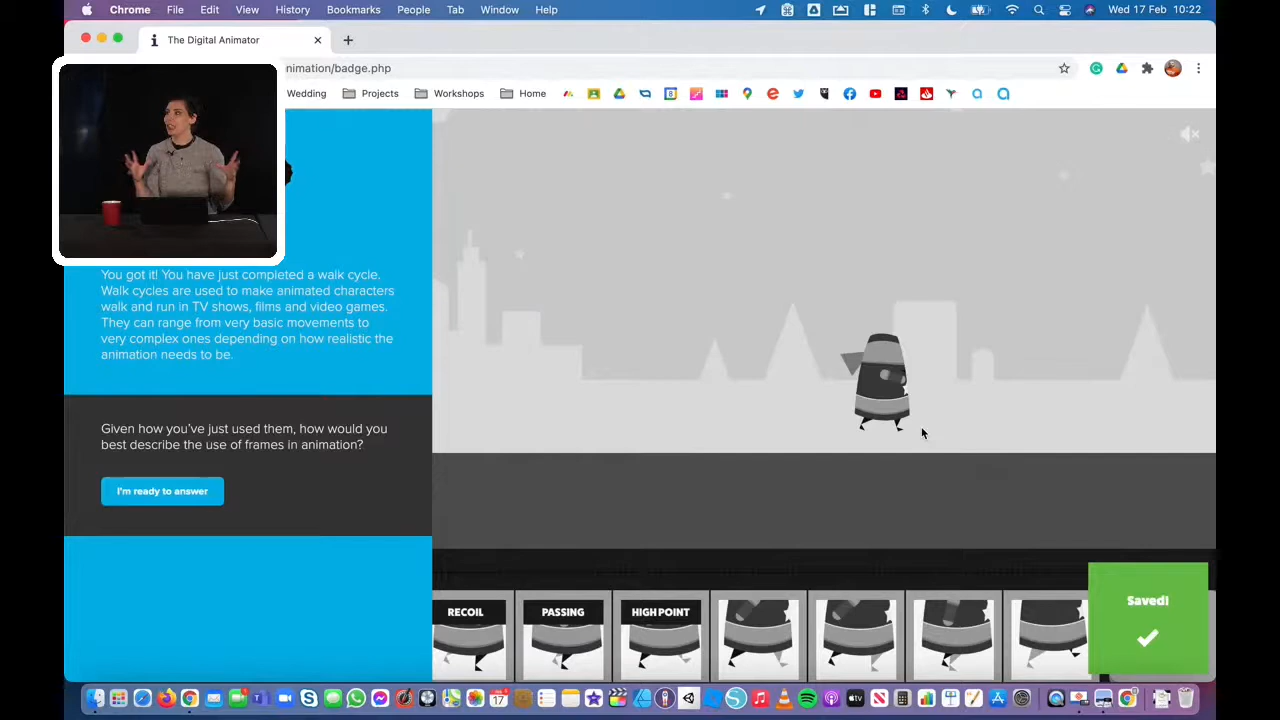 Chrome File Edit View History Bookmarks People Tab Window Help Wed 17 Feb 10:22
The Digital Animator
nimation/badge.php
Wedding Projects Workshops Home
You got it! You have just completed a walk cycle.
Walk cycles are used to make animated characters
walk and run in TV shows, films and video games.
They can range from very basic movements to
very complex ones depending on how realistic the
animation needs to be.
Given how you've just used them, how would you
best describe the use of frames in animation?
I'm ready to answer
RECOIL PASSING HIGH POINT
Saved!